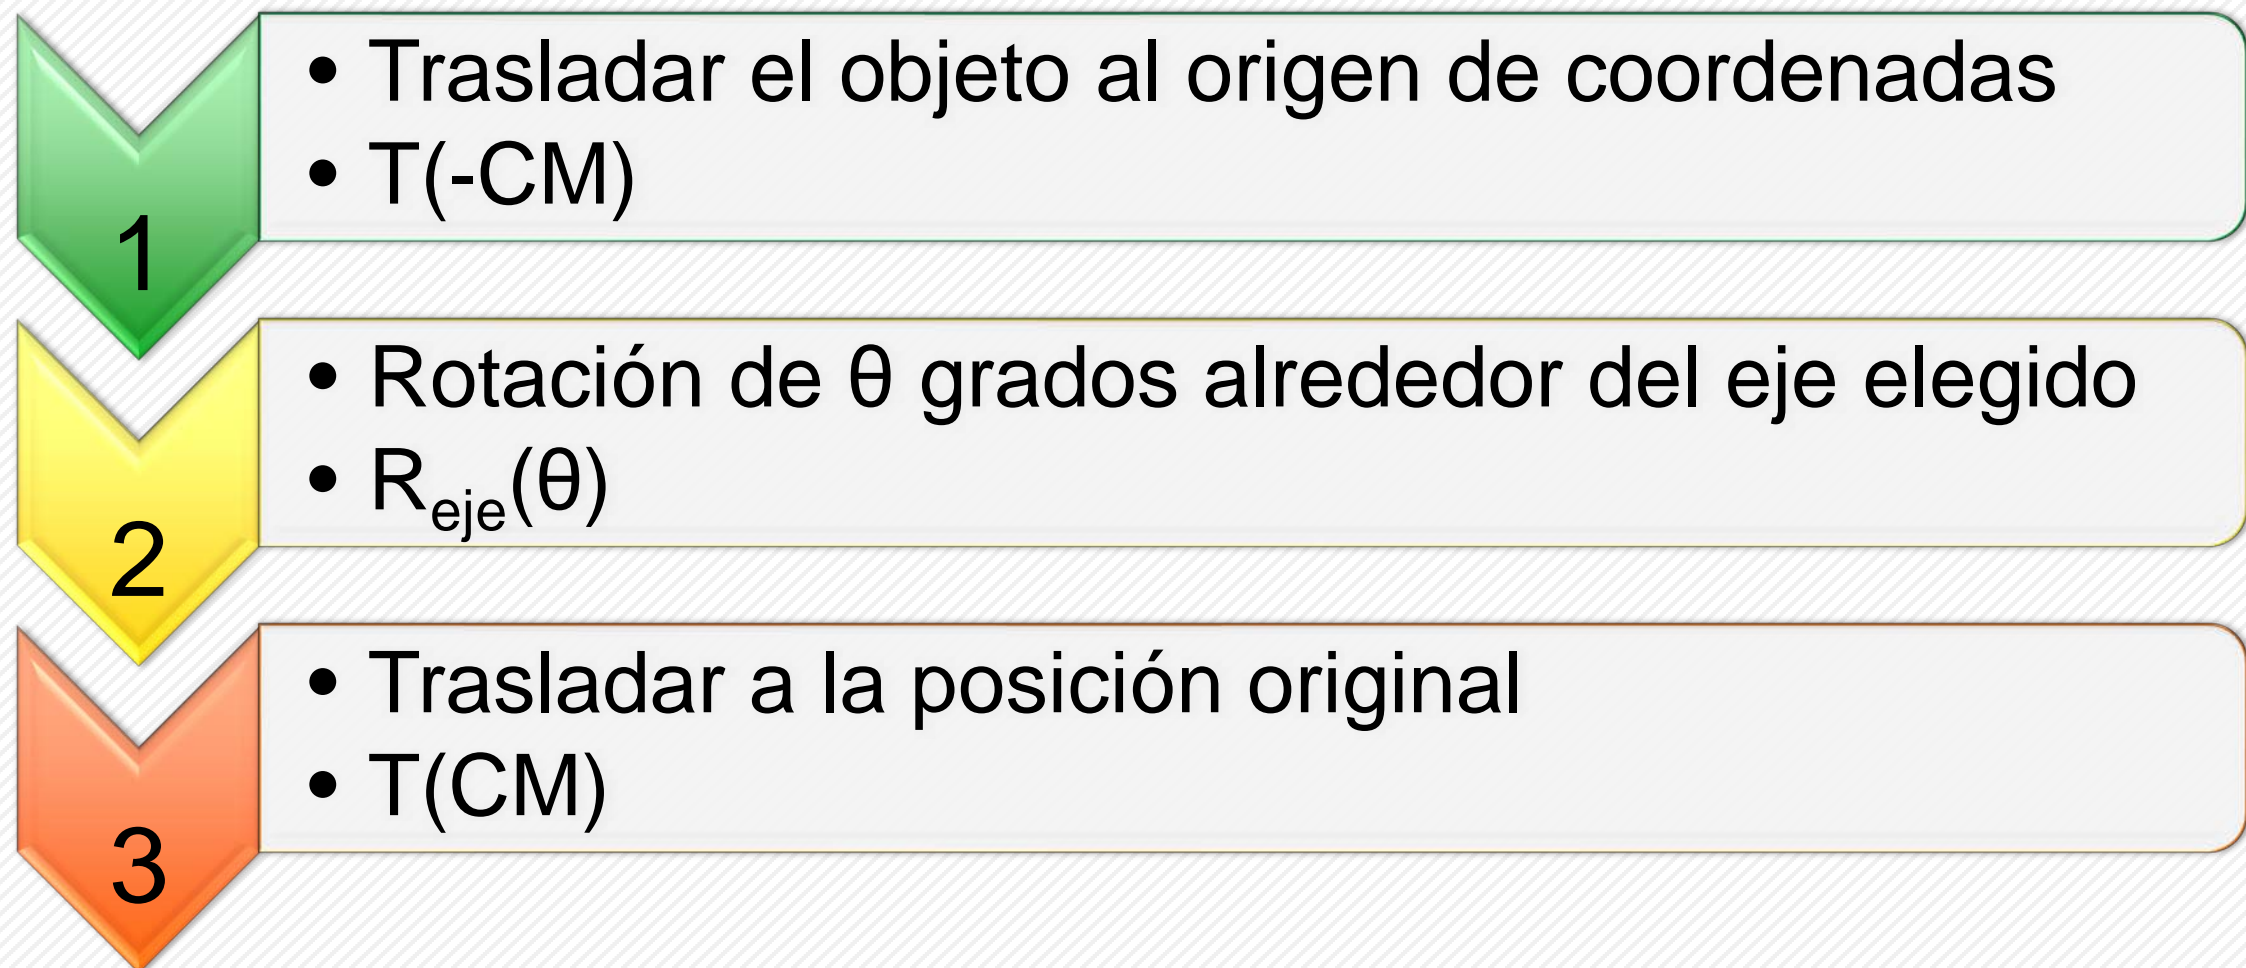 1
• Trasladar el objeto al origen de coordenadas
• T(-CM)
2
• Rotación de θ grados alrededor del eje elegido
• R_eje(θ)
3
• Trasladar a la posición original
• T(CM)